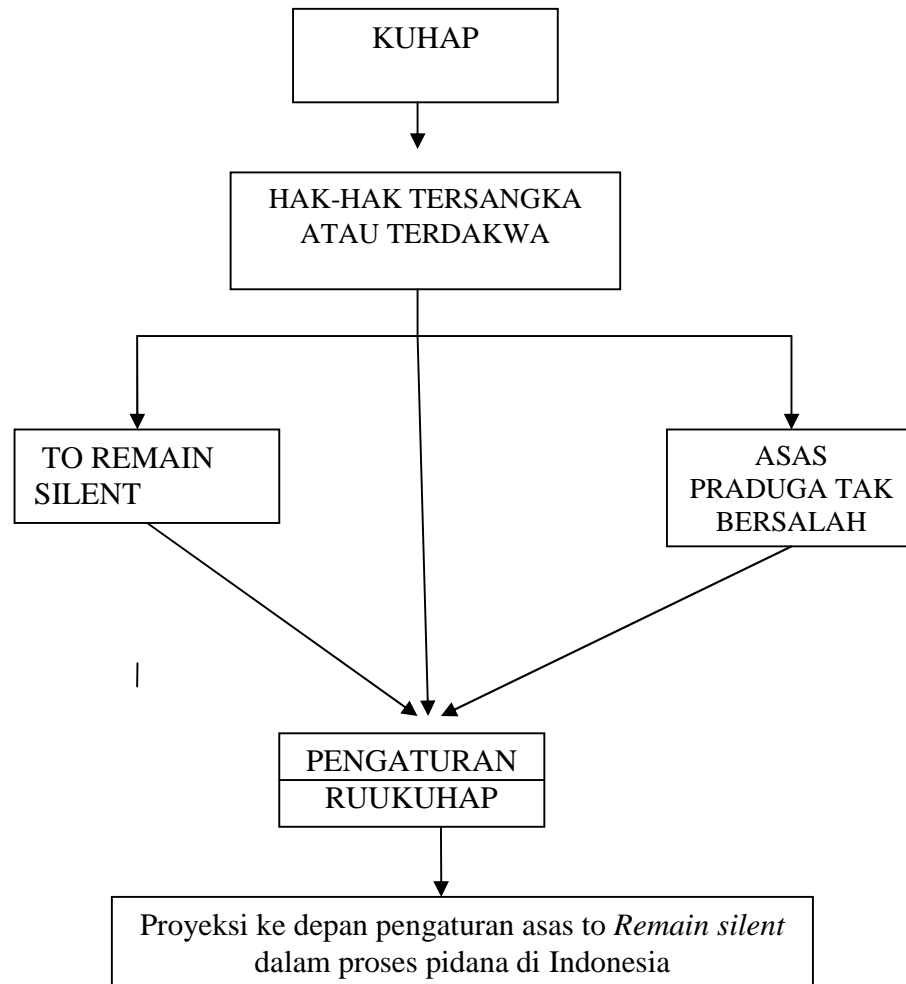 KUHAP
HAK-HAK TERSANGKA
ATAU TERDAKWA
TO REMAIN
SILENT
ASAS
PRADUGA TAK
BERSALAH
PENGATURAN
RUUKUHAP
Proyeksi ke depan pengaturan asas to Remain silent
dalam proses pidana di Indonesia